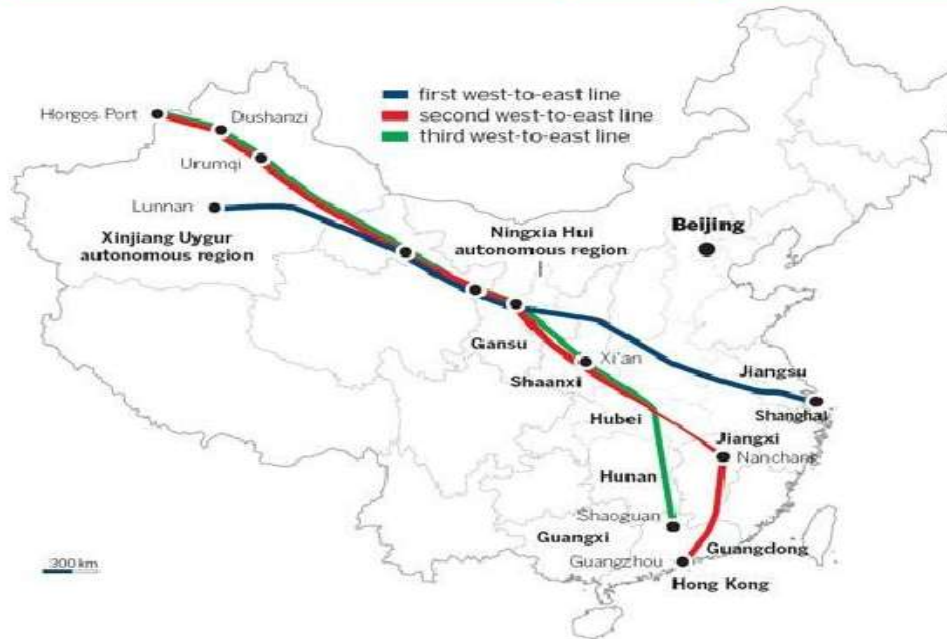 first west-to-east line
second west-to-east line
third west-to-east line
Horgos Port
Dushanzi
Urumqi
Lunnan
Xinjiang Uygur
autonomous region
Ningxia Hui
autonomous region
Beijing
Gansu
Xi'an
Shaanxi
Jiangsu
Shanghai
Hubei
Jiangxi
Nanchang
Hunan
Shaoguan
Guangxi
Guangdong
Guangzhou
Hong Kong
300 km